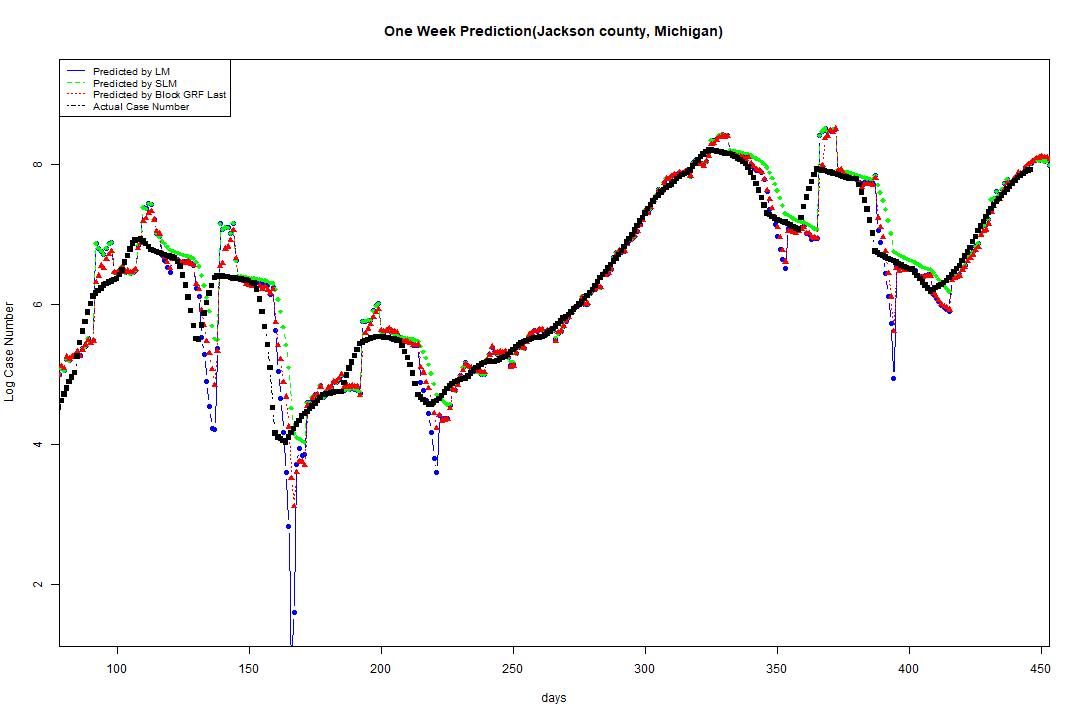 One Week Prediction(Jackson county, Michigan)
Predicted by LM
Predicted by SLM
Predicted by Block GRF Last
Actual Case Number
Log Case Number
8
6
4
2
100 150 200 250 300 350 400 450
days